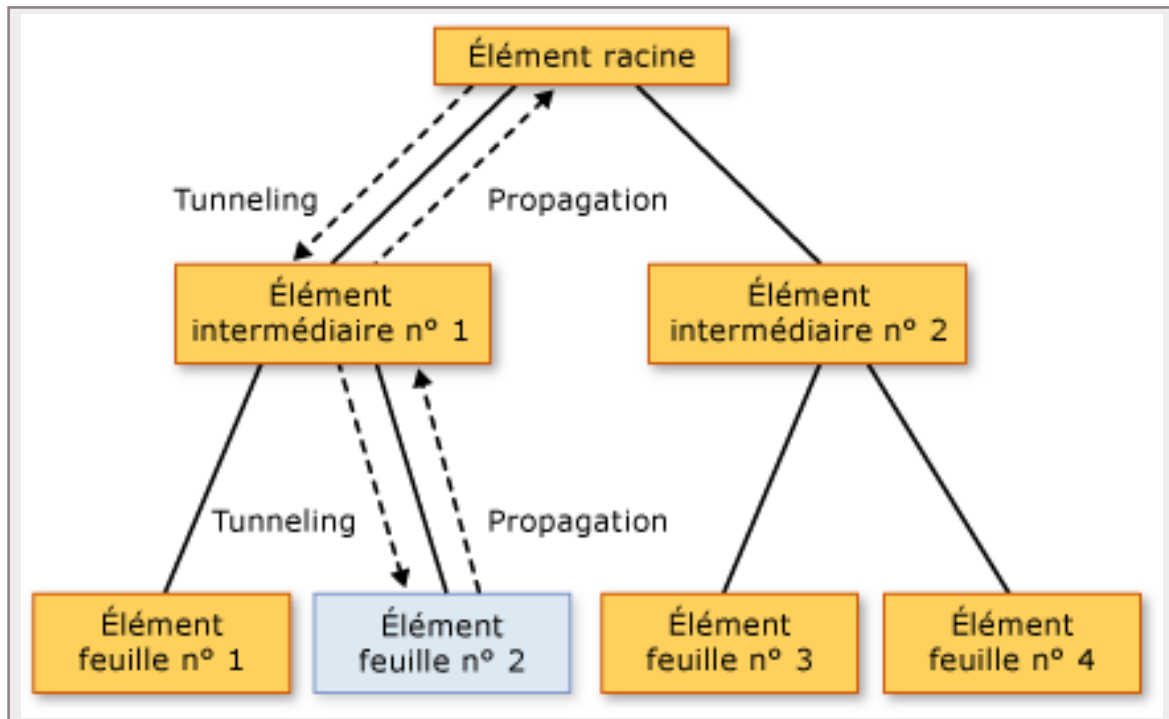 Élément racine
Tunneling
Propagation
Élément
intermédiaire n° 1
Élément
intermédiaire n° 2
Tunneling
Propagation
Élément
feuille n° 1
Élément
feuille n° 2
Élément
feuille n° 3
Élément
feuille n° 4